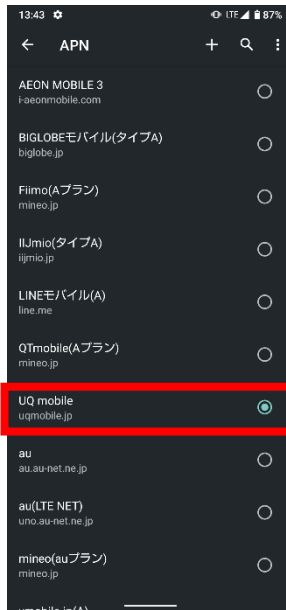 13:43 LTE 87%
APN
AEON MOBILE 3
i-aeonmobile.com
BIGLOBEモバイル(タイプA)
biglobe.jp
Fiimo(Aプラン)
mineo.jp
IIJmio(タイプA)
iijmio.jp
LINEモバイル(A)
line.me
QTmobile(Aプラン)
mineo.jp
UQ mobile
uqmobile.jp
au
au.au-net.ne.jp
au(LTE NET)
uno.au-net.ne.jp
mineo(auプラン)
mineo.jp